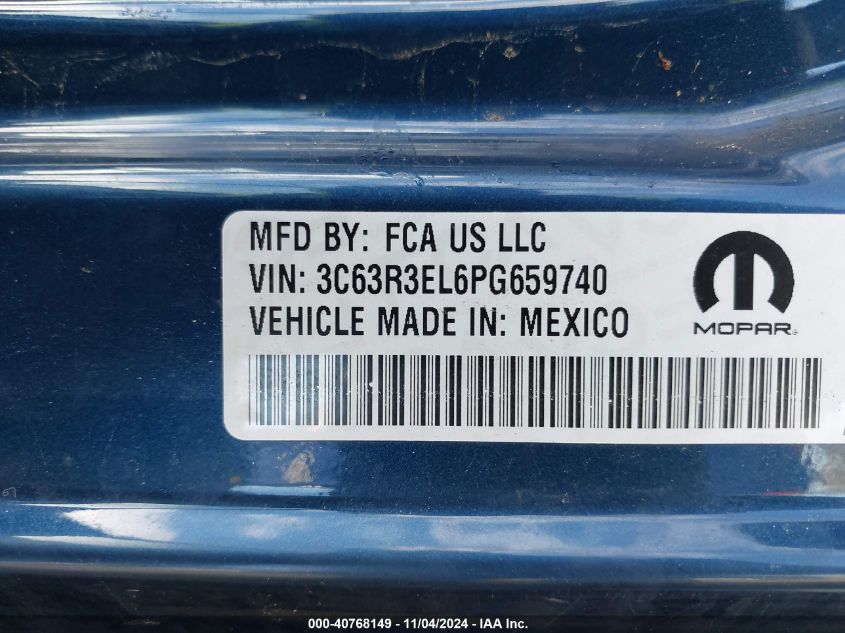 MFD BY: FCA US LLC
VIN: 3C63R3EL6PG659740
VEHICLE MADE IN: MEXICO
MOPAR
000-40768149 - 11/04/2024 - IAA Inc.